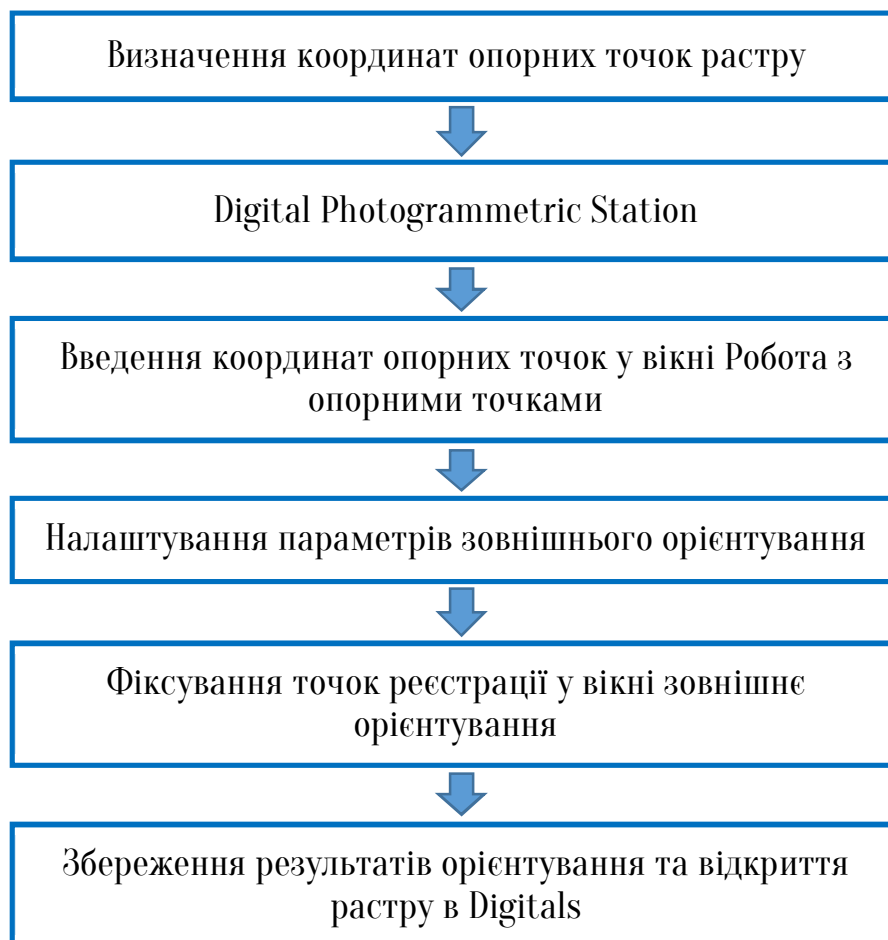 Визначення координат опорних точок растру
Digital Photogrammetric Station
Введення координат опорних точок у вікні Робота з
опорними точками
Налаштування параметрів зовнішнього орієнтування
Фіксування точок реєстрації у вікні зовнішнє
орієнтування
Збереження результатів орієнтування та відкриття
растру в Digitals